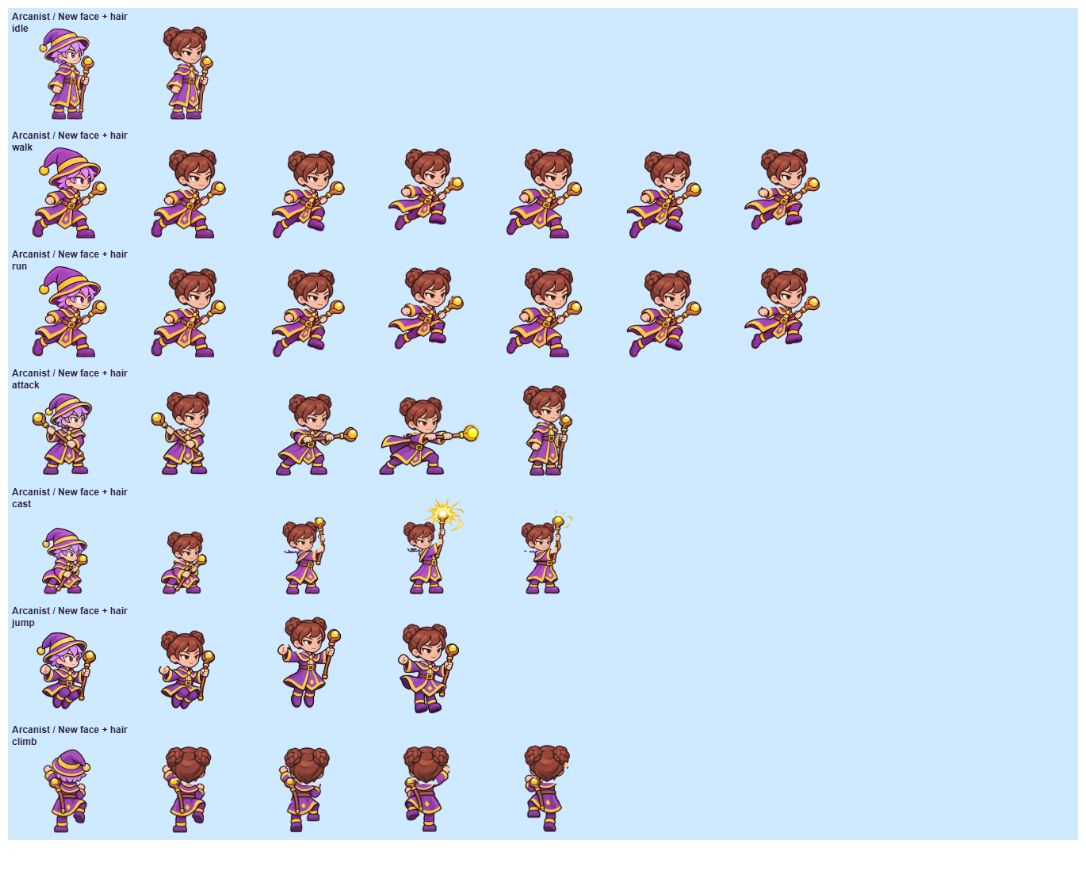 Arcanist / New face + hair
idle
Arcanist / New face + hair
walk
Arcanist / New face + hair
run
Arcanist / New face + hair
attack
Arcanist / New face + hair
cast
Arcanist / New face + hair
jump
Arcanist / New face + hair
climb